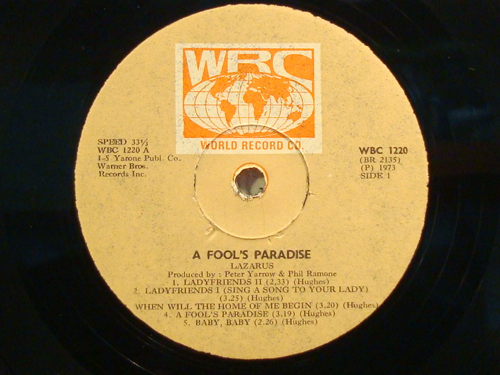 WRC
WORLD RECORD CO.
SPEED 33⅓
WBC 1220 A
1-5 Yarone Publ. Co.
Warner Bros.
Records Inc.
WBC 1220
(BR 2135)
(P) 1973
SIDE 1
A FOOL'S PARADISE
LAZARUS
Produced by : Peter Yarrow & Phil Ramone
1. LADYFRIENDS II (2,33) (Hughes)
2. LADYFRIENDS I (SING A SONG TO YOUR LADY)
(3.25) (Hughes)
WHEN WILL THE HOME OF ME BEGIN (3.20) (Hughes)
4. A FOOL'S PARADISE (3.19) (Hughes)
5. BABY, BABY (2.26) (Hughes)